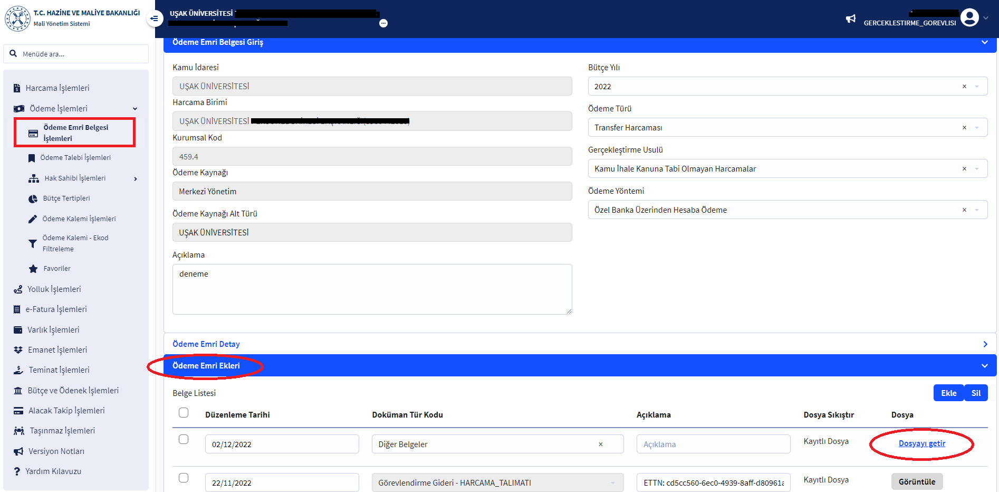 T.C. HAZİNE VE MALİYE BAKANLIĞI
Mali Yönetim Sistemi
UŞAK ÜNİVERSİTESİ
GERCEKLESTIRME_GOREVLISI
Menüde ara...
Harcama İşlemleri
Ödeme İşlemleri
Ödeme Emri Belgesi
İşlemleri
Ödeme Talebi İşlemleri
Hak Sahibi İşlemleri
Bütçe Tertipleri
Ödeme Kalemi İşlemleri
Ödeme Kalemi - Ekod
Filtreleme
Favoriler
Yolluk İşlemleri
e-Fatura İşlemleri
Varlık İşlemleri
Emanet İşlemleri
Teminat İşlemleri
Bütçe ve Ödenek İşlemleri
Alacak Takip İşlemleri
Taşınmaz İşlemleri
Versiyon Notları
Yardım Kılavuzu
Ödeme Emri Belgesi Giriş
Kamu İdaresi
UŞAK ÜNİVERSİTESİ
Harcama Birimi
UŞAK ÜNİVERSİTESİ
Kurumsal Kod
459.4
Ödeme Kaynağı
Merkezi Yönetim
Ödeme Kaynağı Alt Türü
UŞAK ÜNİVERSİTESİ
Açıklama
deneme
Bütçe Yılı
2022
Ödeme Türü
Transfer Harcaması
Gerçekleştirme Usulü
Kamu İhale Kanuna Tabi Olmayan Harcamalar
Ödeme Yöntemi
Özel Banka Üzerinden Hesaba Ödeme
Ödeme Emri Detay
Ödeme Emri Ekleri
Belge Listesi
Ekle Sil
Düzenleme Tarihi Doküman Tür Kodu Açıklama Dosya Sıkıştır Dosya
02/12/2022 Diğer Belgeler Açıklama Kayıtlı Dosya Dosyayı getir
22/11/2022 Görevlendirme Gideri - HARCAMA_TALIMATI ETTN: cd5cc560-6ec0-4939-8aff-d80961a Kayıtlı Dosya Görüntüle